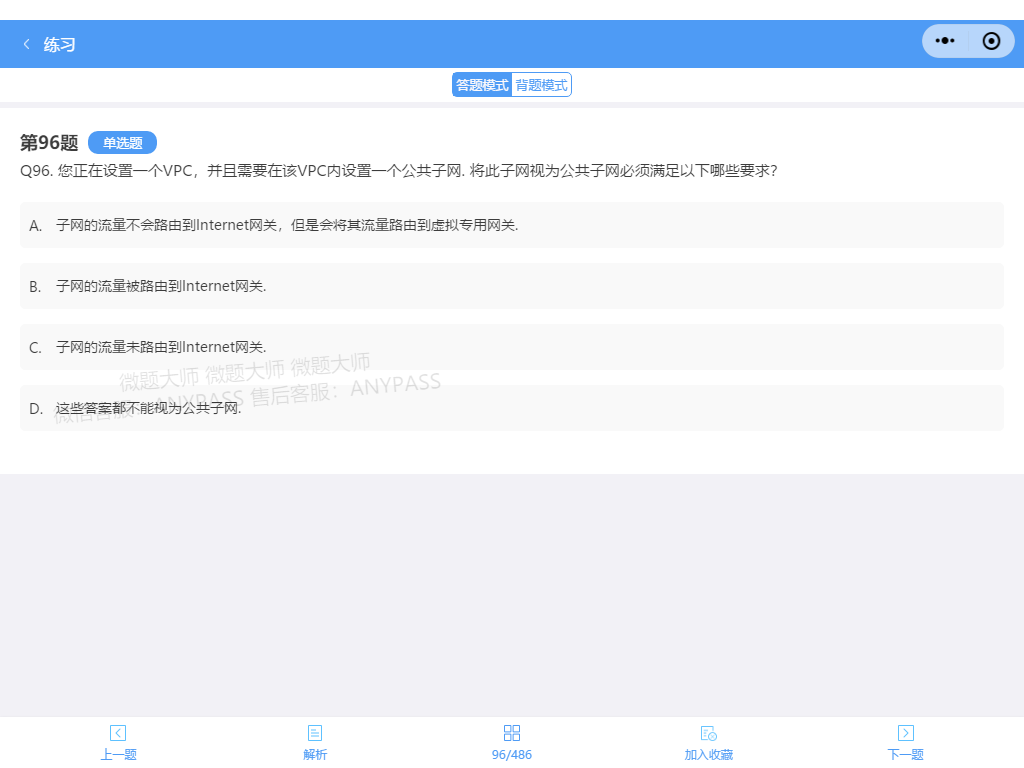 练习
答题模式 背题模式
第96题 单选题
Q96. 您正在设置一个VPC，并且需要在该VPC内设置一个公共子网. 将此子网视为公共子网必须满足以下哪些要求?
A. 子网的流量不会路由到Internet网关，但是会将其流量路由到虚拟专用网关.
B. 子网的流量被路由到Internet网关.
C. 子网的流量未路由到Internet网关.
微题大师 微题大师 微题大师
微信客服：ANYPASS 售后客服：ANYPASS
D. 这些答案都不能视为公共子网.
上一题 解析 96/486 加入收藏 下一题